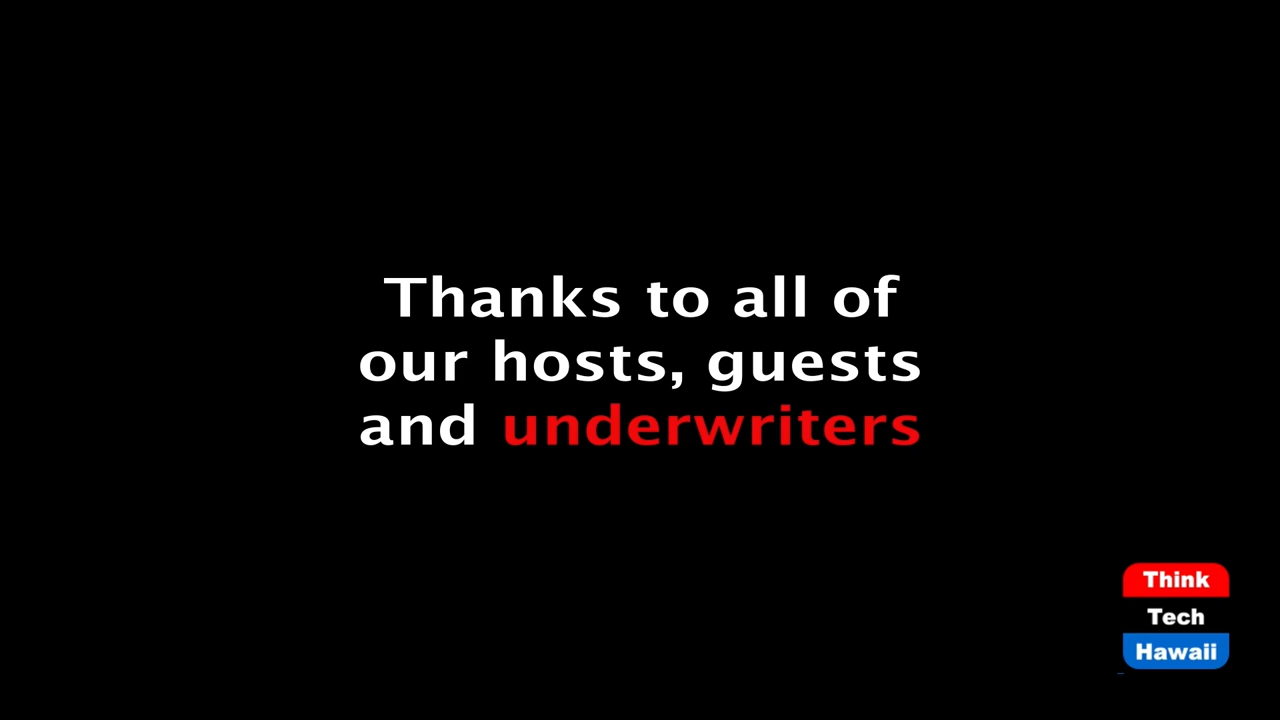 Thanks to all of
our hosts, guests
and underwriters
Think
Tech
Hawaii